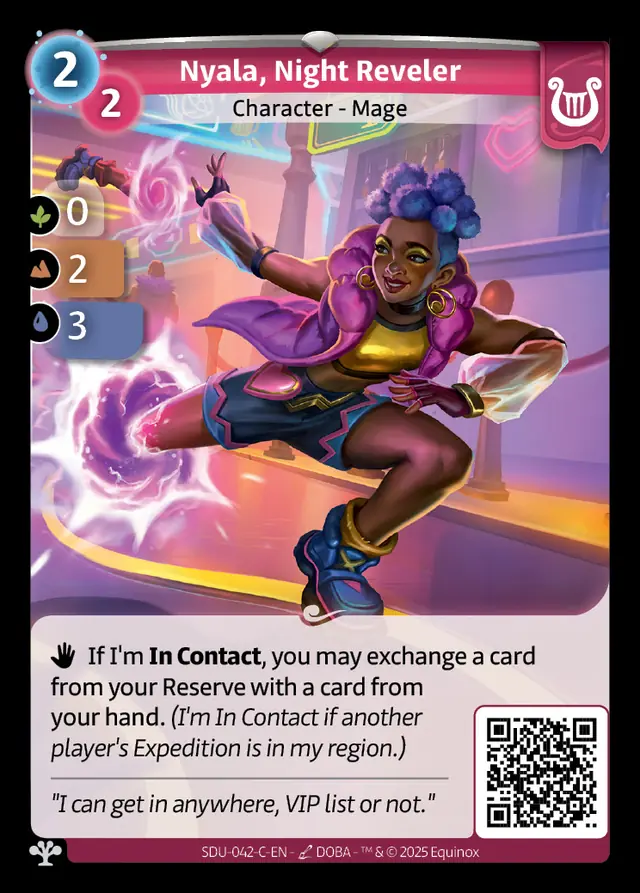 2
2
Nyala, Night Reveler
Character - Mage
0
2
3
If I'm In Contact, you may exchange a card
from your Reserve with a card from
your hand. (I'm In Contact if another
player's Expedition is in my region.)
"I can get in anywhere, VIP list or not."
SDU-042-C-EN - DOBA - ™ & © 2025 Equinox